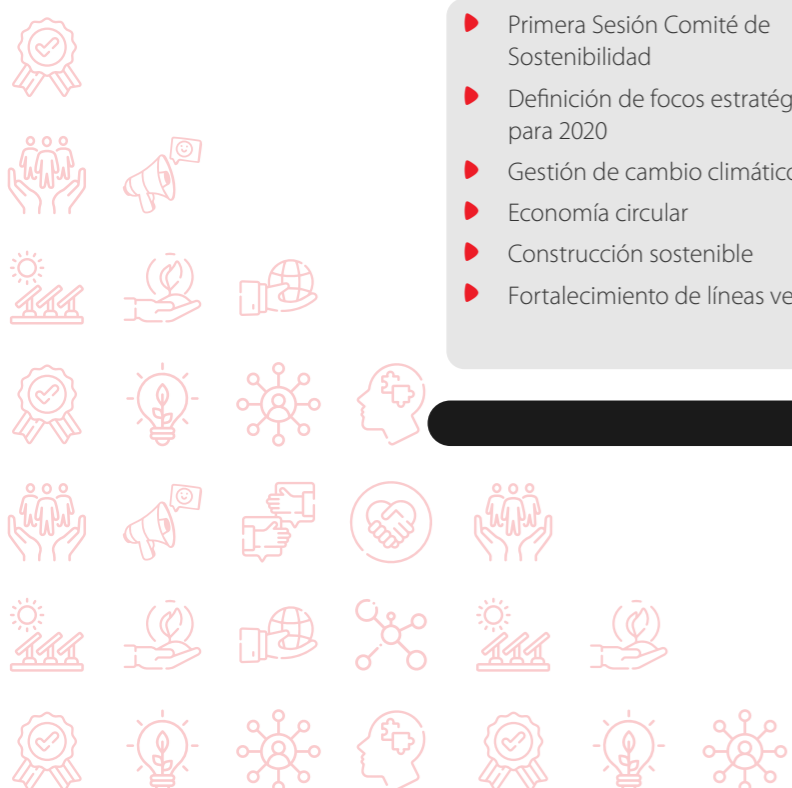 Primera Sesión Comité de
Sostenibilidad
Definición de focos
para 2020
Gestión de cambio climático
Economía circular
Construcción sostenible
Fortalecimiento de líneas